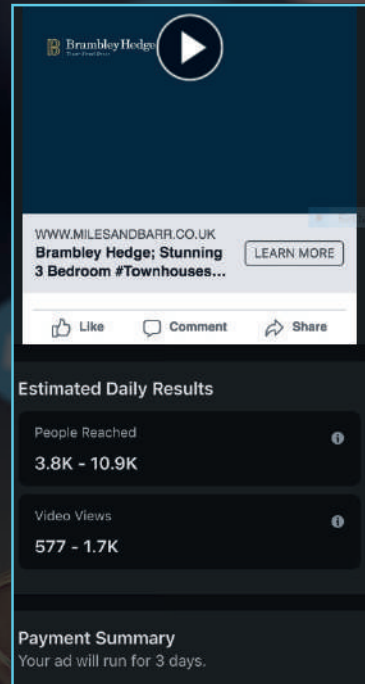 Brambley Hedge
WWW.MILESANDBARR.CO.UK
Brambley Hedge; Stunning
3 Bedroom #Townhouses...
LEARN MORE
Like Comment Share
Estimated Daily Results
People Reached
3.8K - 10.9K
Video Views
577 - 1.7K
Payment Summary
Your ad will run for 3 days.